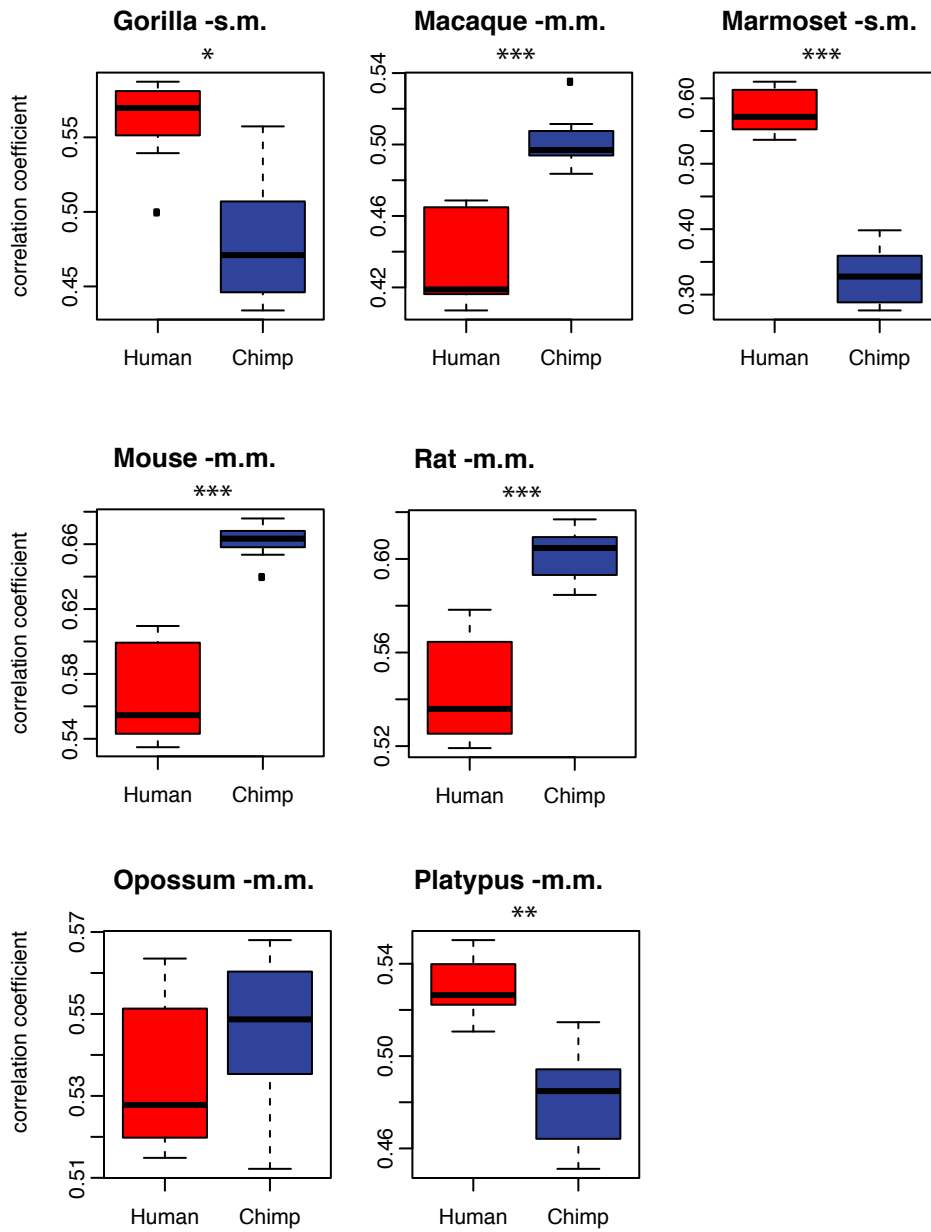 Gorilla -s.m.
Macaque -m.m.
Marmoset -s.m.
*
***
***
correlation coefficient
0.55
0.50
0.45
0.54
0.50
0.46
0.42
0.60
0.50
0.40
0.30
Human
Chimp
Human
Chimp
Human
Chimp
Mouse -m.m.
Rat -m.m.
***
***
correlation coefficient
0.66
0.62
0.58
0.54
0.60
0.56
0.52
Human
Chimp
Human
Chimp
Opossum -m.m.
Platypus -m.m.
**
correlation coefficient
0.57
0.55
0.53
0.51
0.54
0.50
0.46
Human
Chimp
Human
Chimp